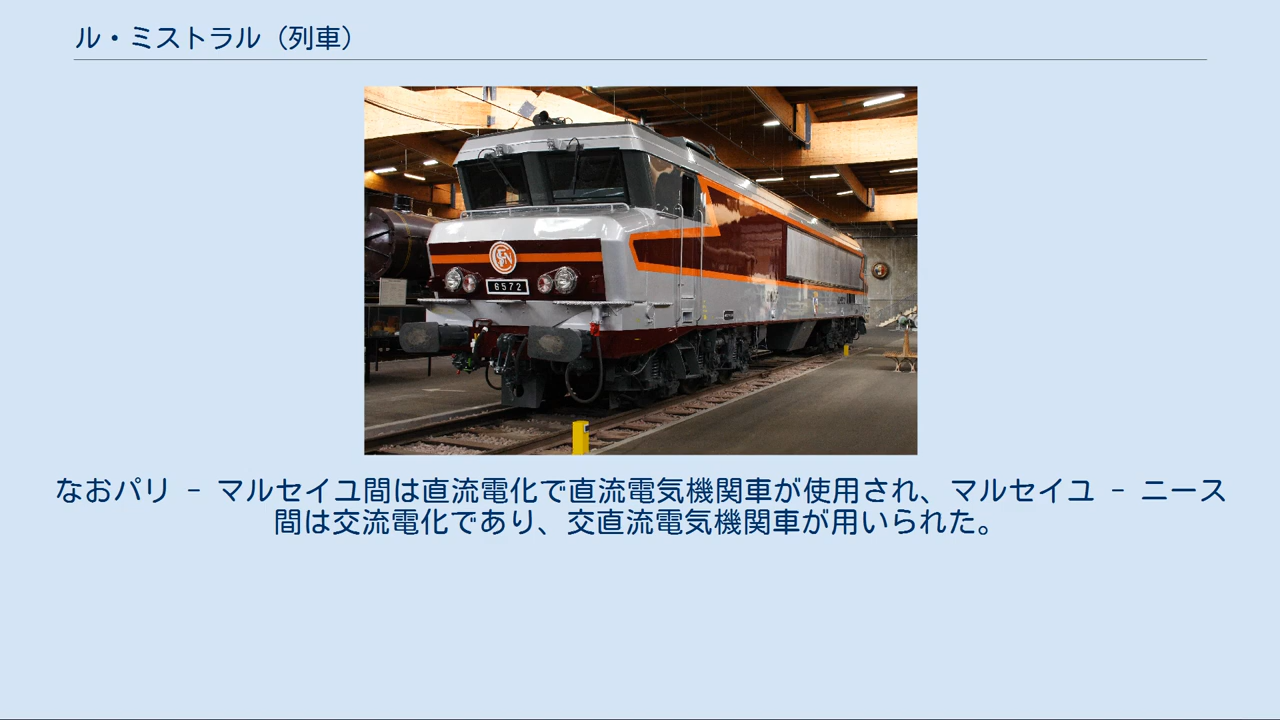 ル・ミストラル（列車）
SNCF
6572
なおパリ - マルセイユ間は直流電化で直流電気機関車が使用され、マルセイユ - ニース
間は交流電化であり、交直流電気機関車が用いられた。